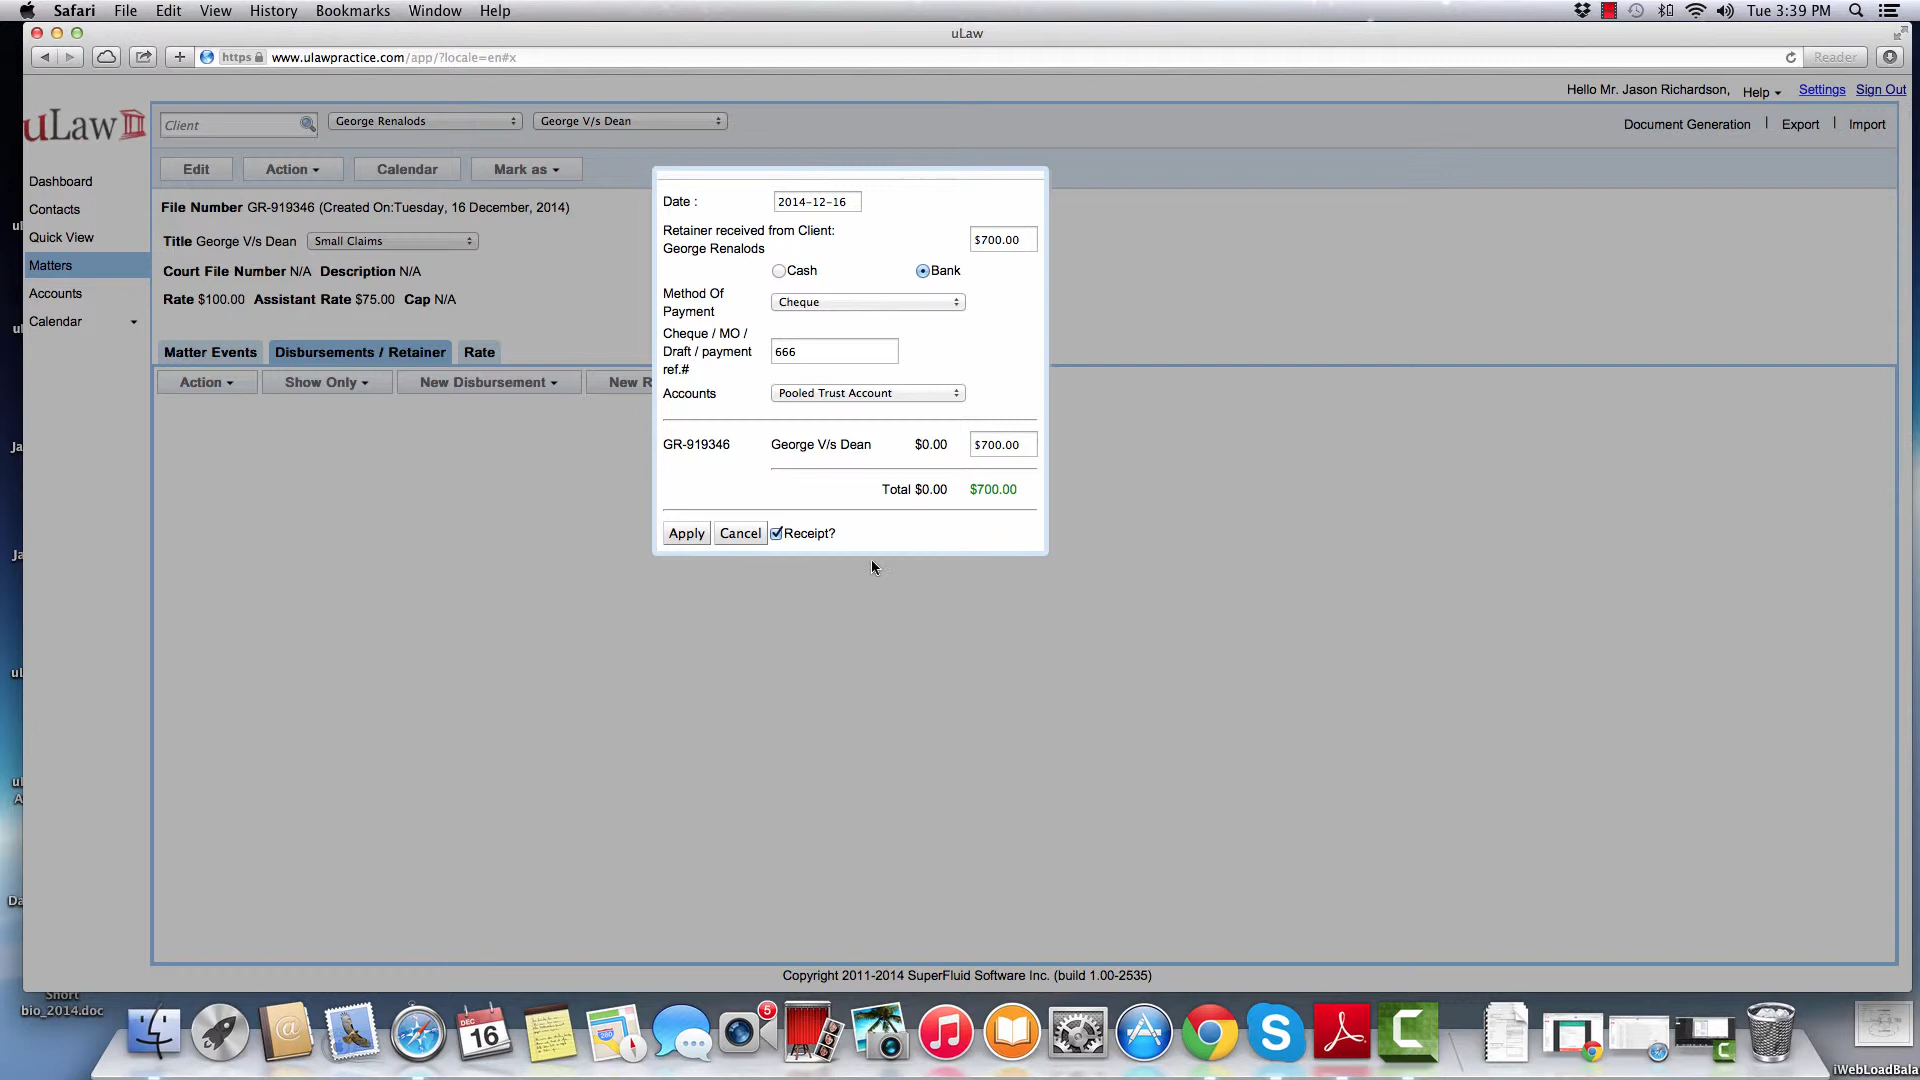 Safari File Edit View History Bookmarks Window Help Tue 3:39 PM
uLaw
https www.ulawpractice.com/app/?locale=en#x Reader
Hello Mr. Jason Richardson, Help Settings Sign Out
uLaw
Client George Renalods George V/s Dean Document Generation | Export | Import
Edit Action Calendar Mark as
Dashboard
Contacts
Quick View
Matters
Accounts
Calendar
File Number GR-919346 (Created On:Tuesday, 16 December, 2014)
Title George V/s Dean Small Claims
Court File Number N/A Description N/A
Rate $100.00 Assistant Rate $75.00 Cap N/A
Matter Events Disbursements / Retainer Rate
Action Show Only New Disbursement New R
Date : 2014-12-16
Retainer received from Client:
George Renalods $700.00
Cash Bank
Method Of
Payment Cheque
Cheque / MO /
Draft / payment 666
ref.#
Accounts Pooled Trust Account
GR-919346 George V/s Dean $0.00 $700.00
Total $0.00 $700.00
Apply Cancel Receipt?
Copyright 2011-2014 SuperFluid Software Inc. (build 1.00-2535)
Short
bio_2014.doc
DEC
16
5
iWebLoadBala